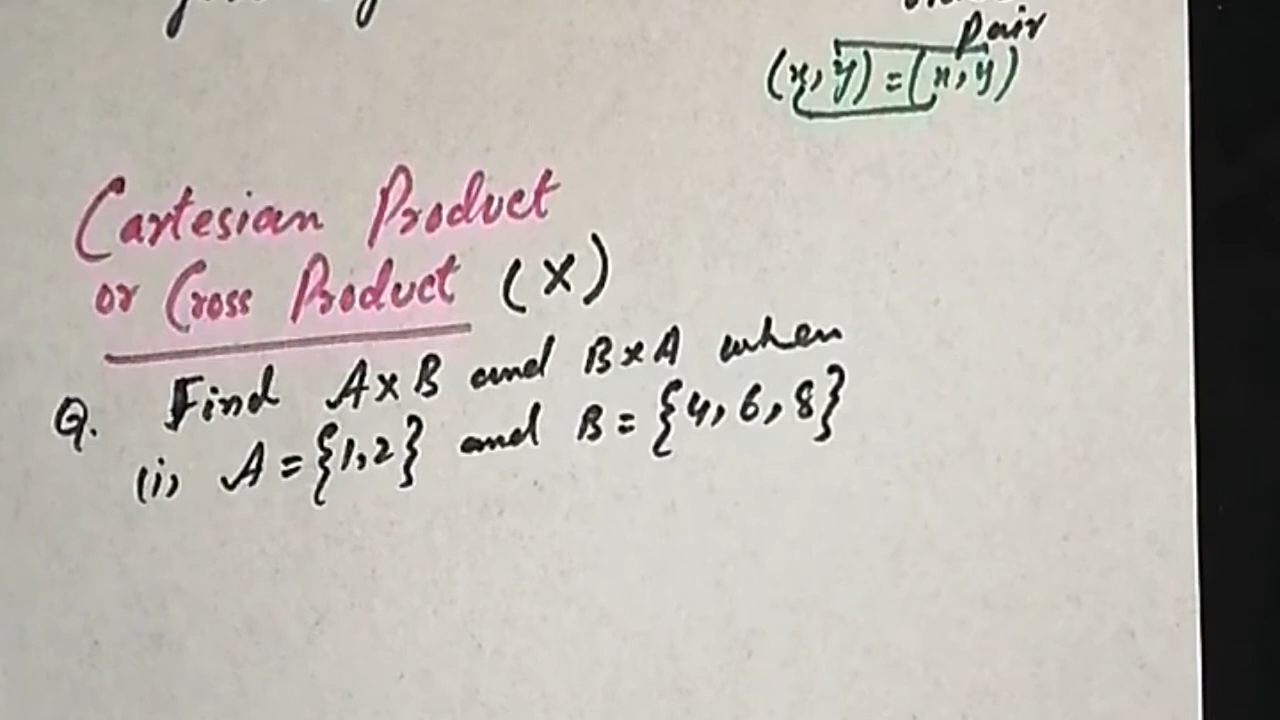 Pair
(x, y) = (x, y)
Cartesian Product
or Cross Product (X)
Q. Find A×B and B×A when
(i) A = {1,2} and B = {4, 6, 8}